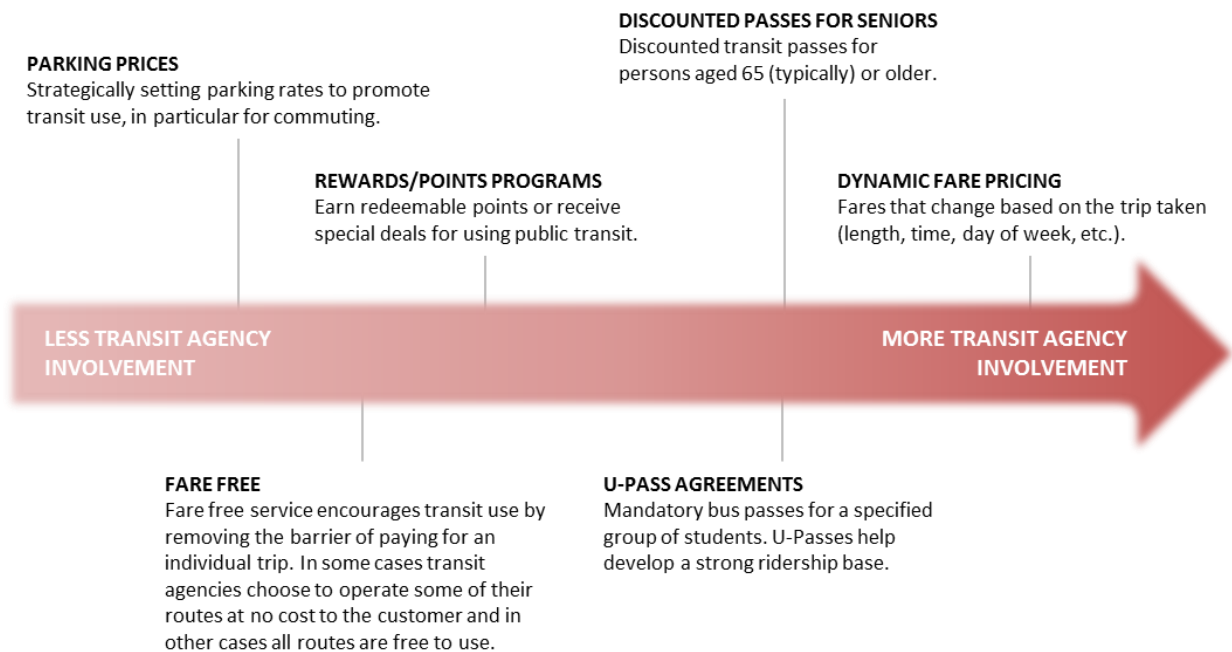 DISCOUNTED PASSES FOR SENIORS
Discounted transit passes for
persons aged 65 (typically) or older.
PARKING PRICES
Strategically setting parking rates to promote
transit use, in particular for commuting.
REWARDS/POINTS PROGRAMS
Earn redeemable points or receive
special deals for using public transit.
DYNAMIC FARE PRICING
Fares that change based on the trip taken
(length, time, day of week, etc.).
LESS TRANSIT AGENCY
INVOLVEMENT
MORE TRANSIT AGENCY
INVOLVEMENT
FARE FREE
Fare free service encourages transit use by
removing the barrier of paying for an
individual trip. In some cases transit
agencies choose to operate some of their
routes at no cost to the customer and in
other cases all routes are free to use.
U-PASS AGREEMENTS
Mandatory bus passes for a specified
group of students. U-Passes help
develop a strong ridership base.